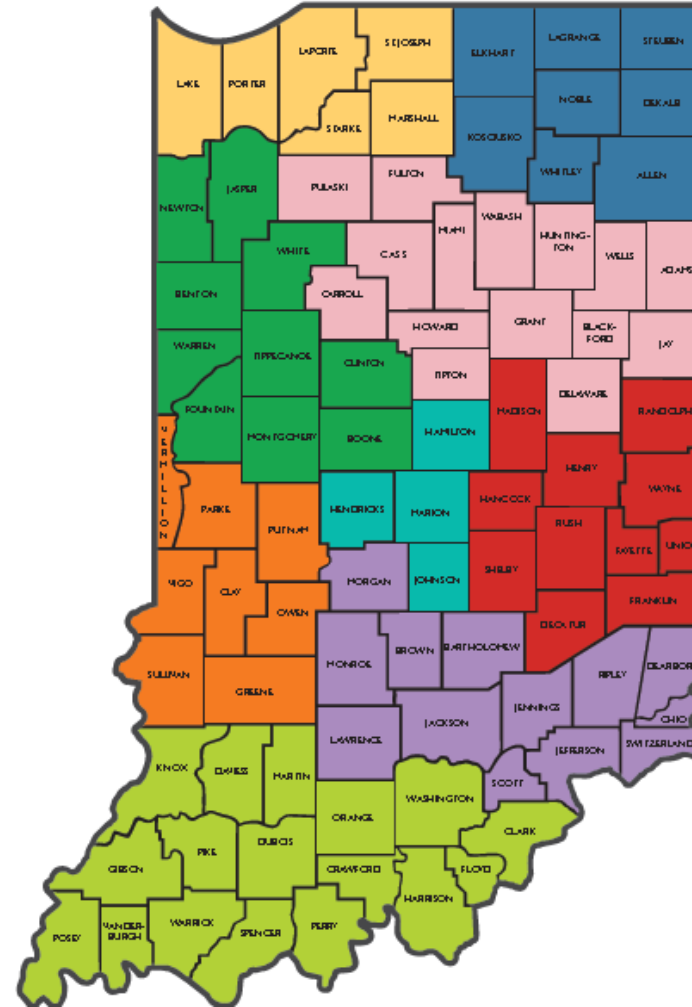 LAKE
PORTER
LAPORTE
ST JOSEPH
ELKHART
LAGRANGE
STEUBEN
STARKE
MARSHALL
KOSCIUSKO
NOBLE
DEKALB
WHITLEY
ALLEN
NEWTON
JASPER
PULASKI
FULTON
WHITE
CASS
MIAMI
WABASH
HUNTING-
TON
WELLS
ADAMS
BENTON
CARROLL
HOWARD
GRANT
BLACK-
FORD
JAY
WARREN
TIPPECANOE
CLINTON
TIPTON
DELAWARE
FOUNTAIN
MONTGOMERY
BOONE
HAMILTON
MADISON
RANDOLPH
VERMILLION
PARKE
PUTNAM
HENDRICKS
MARION
HANCOCK
HENRY
WAYNE
RUSH
FAYETTE
UNIO
VIGO
CLAY
OWEN
MORGAN
JOHNSON
SHELBY
FRANKLIN
DECATUR
SULLIVAN
GREENE
MONROE
BROWN
BARTHOLOMEW
RIPLEY
DEARBOR
JENNINGS
OHIO
LAWRENCE
JACKSON
JEFFERSON
SWITZERLAND
KNOX
DAVIESS
MARTIN
ORANGE
WASHINGTON
SCOTT
CLARK
GIBSON
PIKE
DUBOIS
CRAWFORD
FLOYD
HARRISON
POSEY
VANDER-
BURGH
WARRICK
SPENCER
PERRY